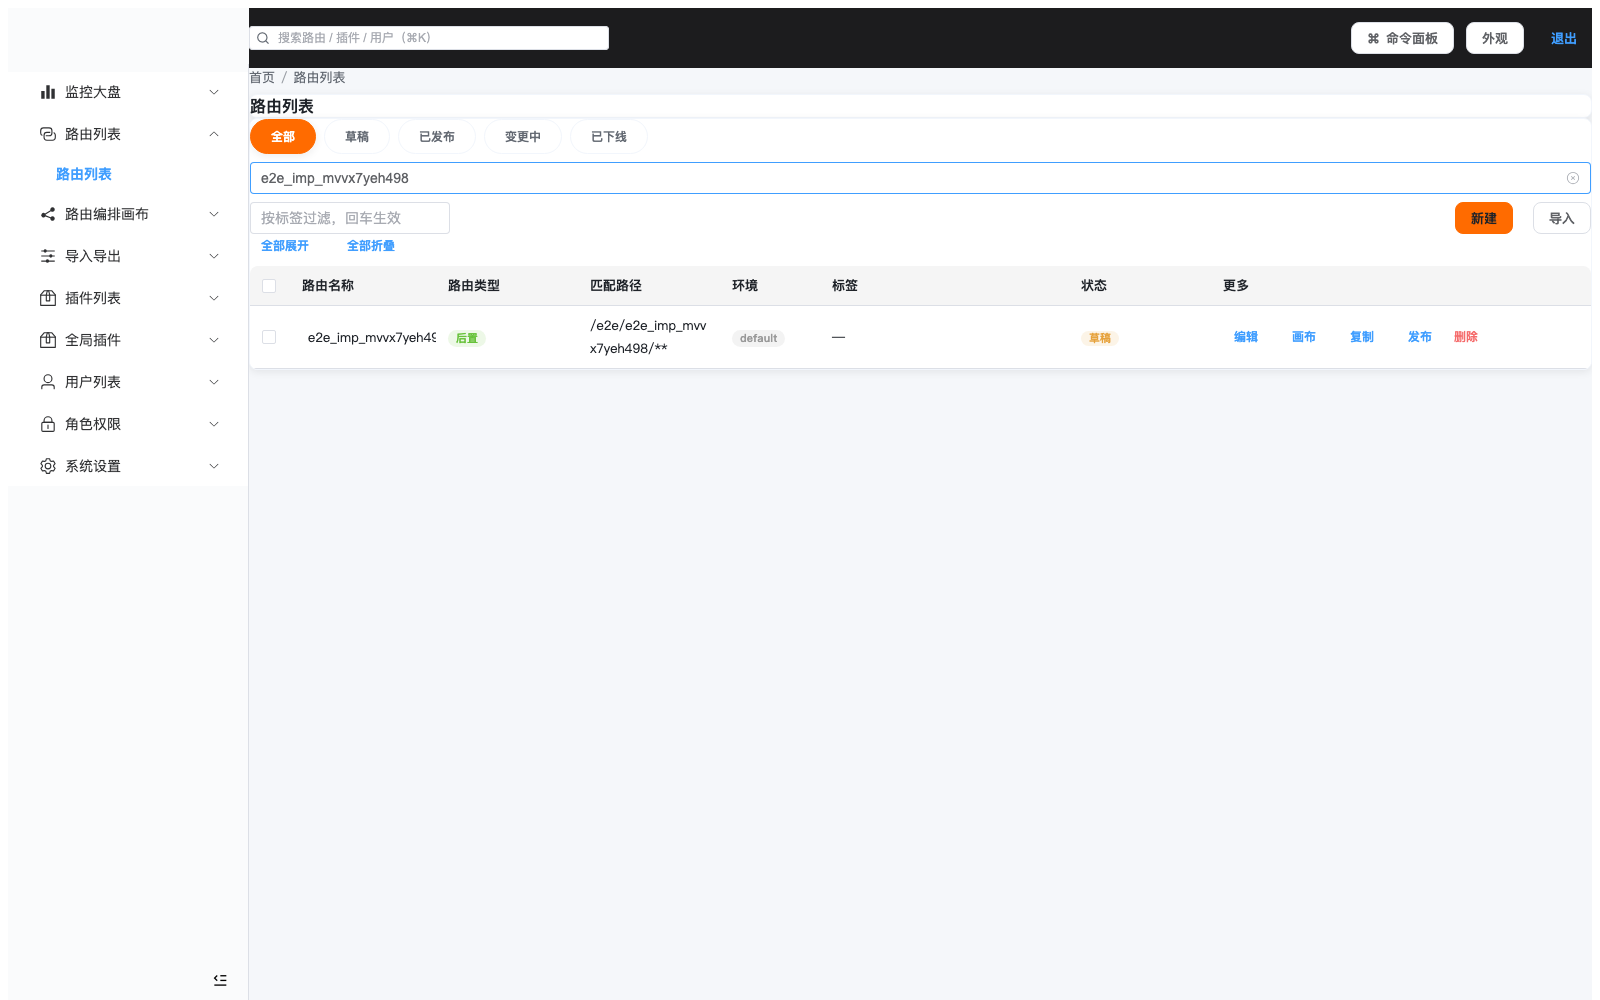 搜索路由 / 插件 / 用户（⌘K）
⌘ 命令面板
外观
退出
监控大盘
路由列表
路由列表
路由编排画布
导入导出
插件列表
全局插件
用户列表
角色权限
系统设置
首页 / 路由列表
路由列表
全部
草稿
已发布
变更中
已下线
e2e_imp_mvvx7yeh498
按标签过滤，回车生效
新建
导入
全部展开
全部折叠
路由名称
路由类型
匹配路径
环境
标签
状态
更多
e2e_imp_mvvx7yeh49
后置
/e2e/e2e_imp_mvv
x7yeh498/**
default
—
草稿
编辑
画布
复制
发布
删除